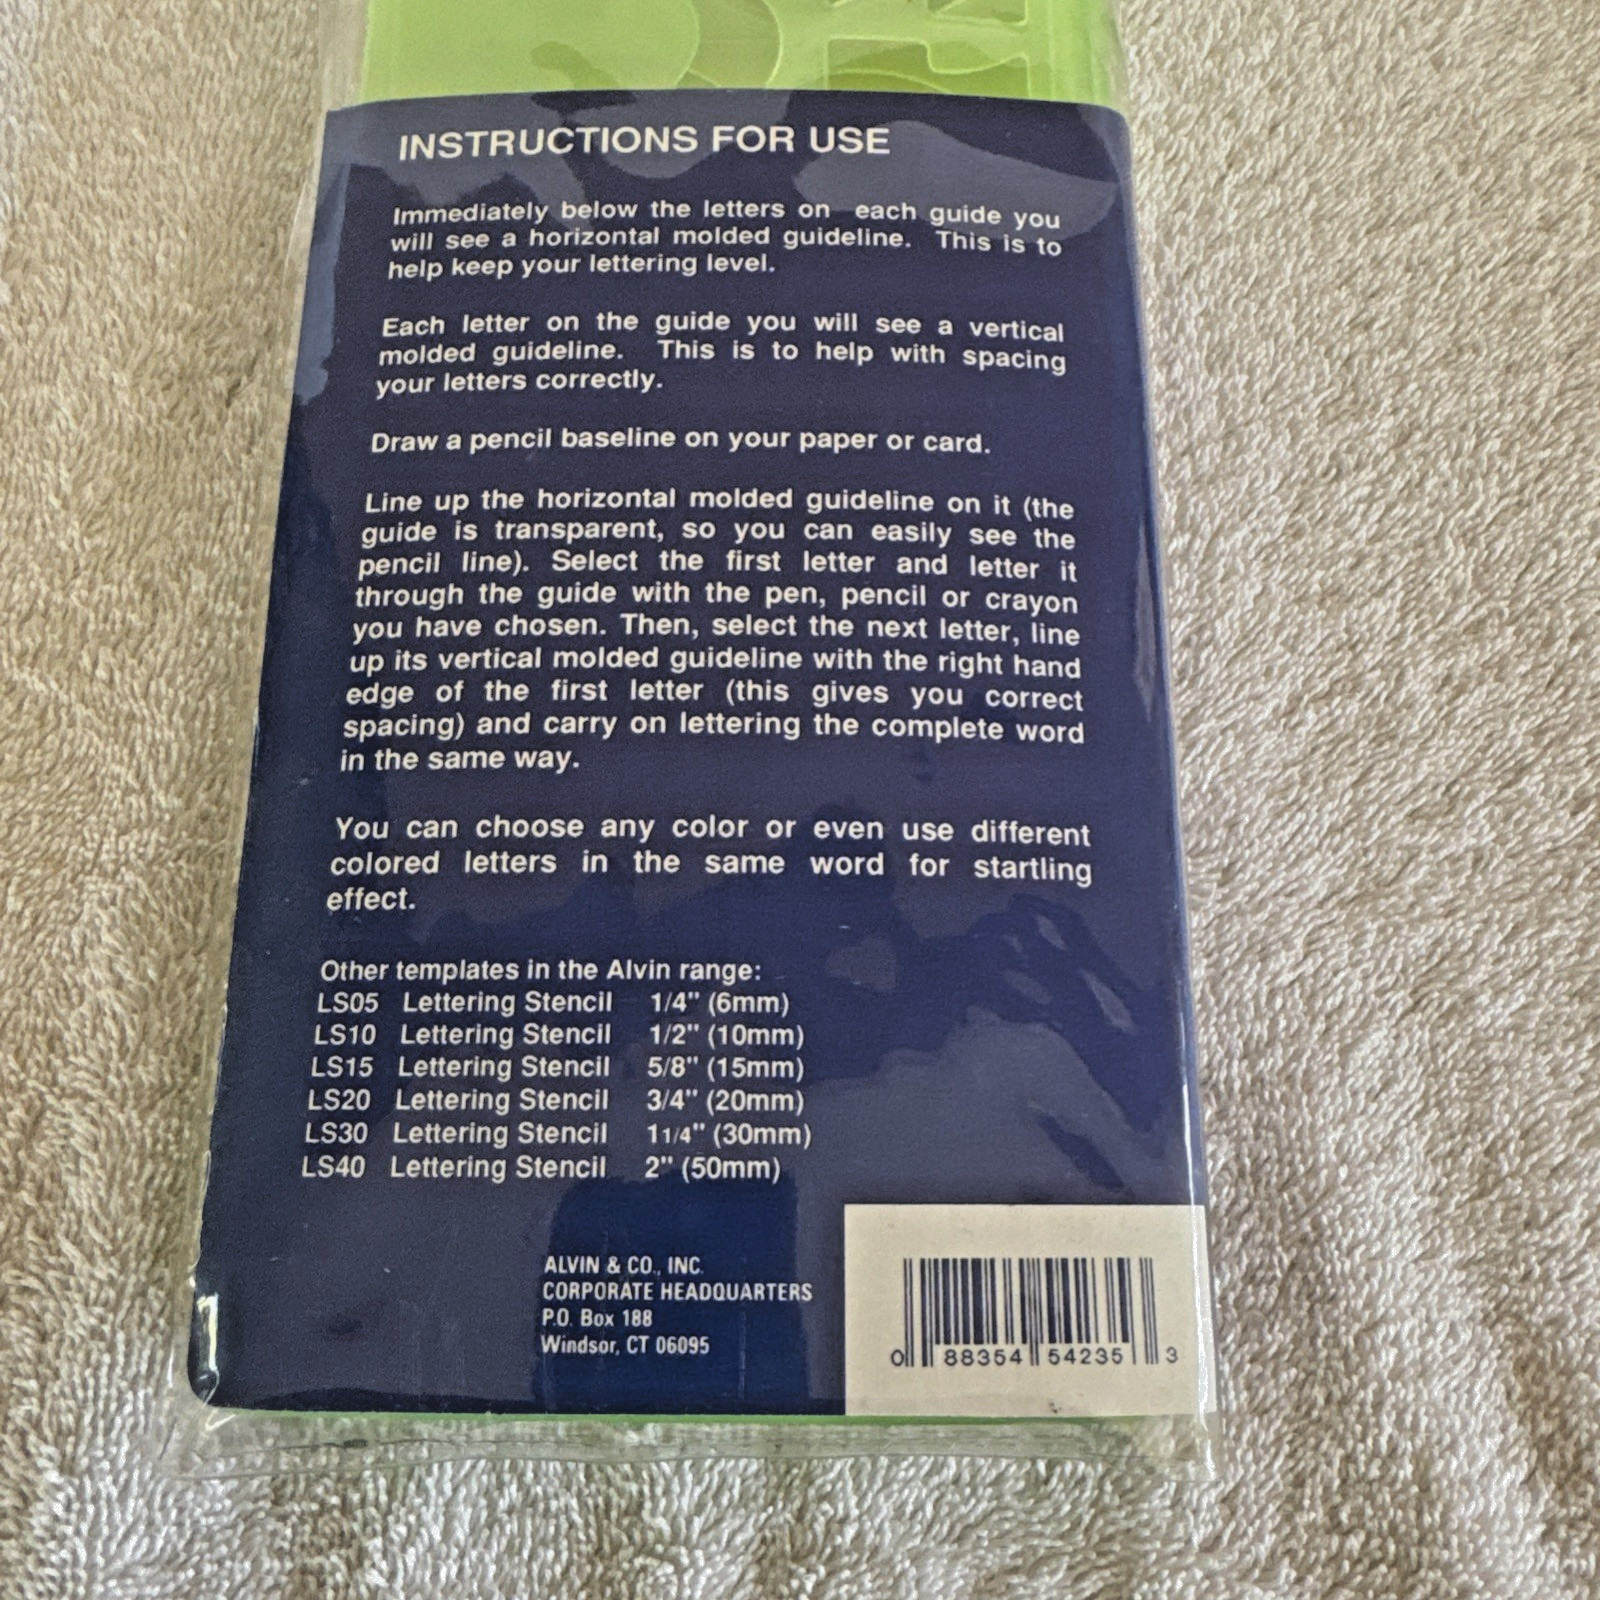 INSTRUCTIONS FOR USE
Immediately below the letters on each guide you
will see a horizontal molded guideline. This is to
help keep your lettering level.
Each letter on the guide you will see a vertical
molded guideline. This is to help with spacing
your letters correctly.
Draw a pencil baseline on your paper or card.
Line up the horizontal molded guideline on it (the
guide is transparent, so you can easily see the
pencil line). Select the first letter and letter it
through the guide with the pen, pencil or crayon
you have chosen. Then, select the next letter, line
up its vertical molded guideline with the right hand
edge of the first letter (this gives you correct
spacing) and carry on lettering the complete word
in the same way.
You can choose any color or even use different
colored letters in the same word for startling
effect.
Other templates in the Alvin range:
LS05 Lettering Stencil 1/4" (6mm)
LS10 Lettering Stencil 1/2" (10mm)
LS15 Lettering Stencil 5/8" (15mm)
LS20 Lettering Stencil 3/4" (20mm)
LS30 Lettering Stencil 1 1/4" (30mm)
LS40 Lettering Stencil 2" (50mm)
ALVIN & CO., INC.
CORPORATE HEADQUARTERS
P.O. Box 188
Windsor, CT 06095
0 88354 54235 3